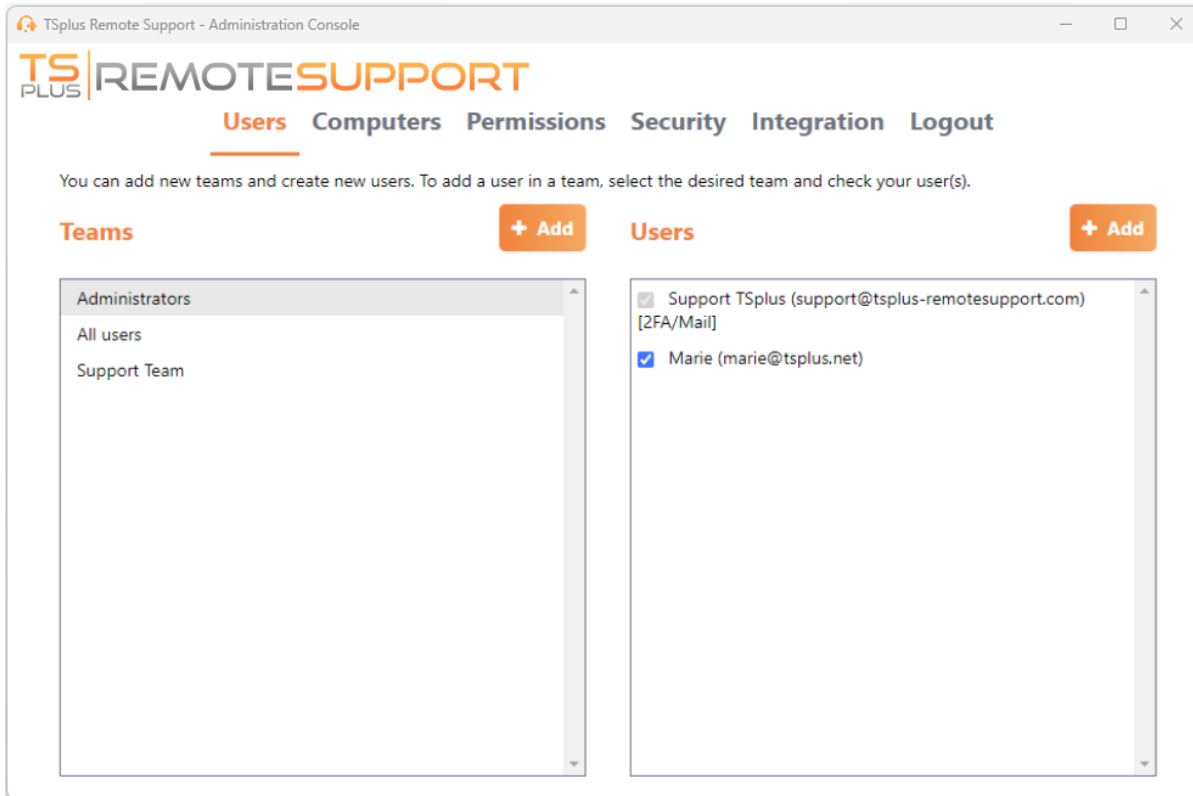 TSplus Remote Support - Administration Console
TS PLUS REMOTESUPPORT
Users Computers Permissions Security Integration Logout
You can add new teams and create new users. To add a user in a team, select the desired team and check your user(s).
Teams + Add Users + Add
Administrators
All users
Support Team
Support TSplus (support@tsplus-remotesupport.com)
[2FA/Mail]
Marie (marie@tsplus.net)